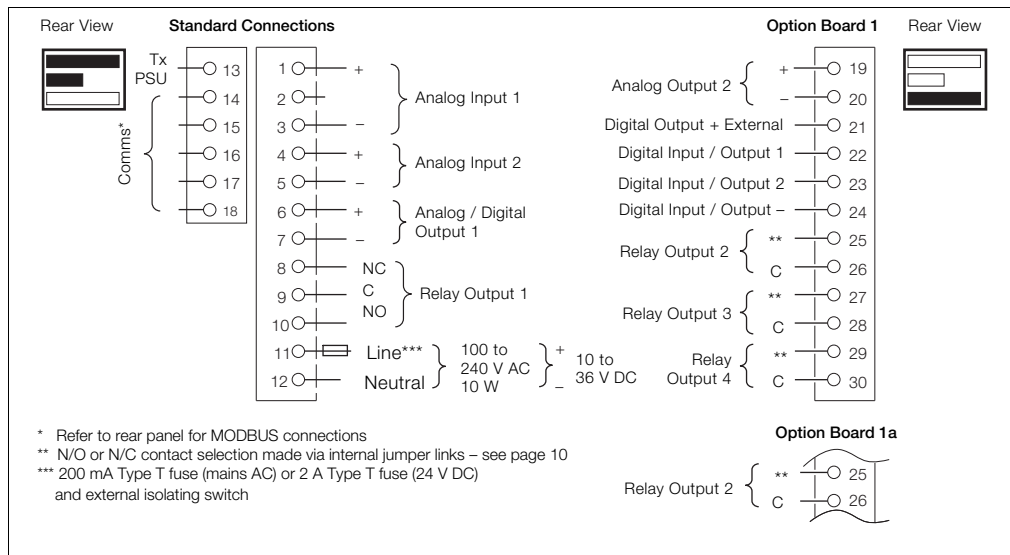 Rear View
Standard Connections
Option Board 1
Rear View
Tx
PSU
13
14
15
16
17
18
Comms*
1 +
2
3 –
Analog Input 1
4 +
5 –
Analog Input 2
6 +
7 –
Analog / Digital
Output 1
8 NC
9 C
10 NO
Relay Output 1
11 Line***
12 Neutral
100 to
240 V AC
10 W
+
–
10 to
36 V DC
Analog Output 2
+ 19
– 20
Digital Output + External 21
Digital Input / Output 1 22
Digital Input / Output 2 23
Digital Input / Output – 24
Relay Output 2
** 25
C 26
Relay Output 3
** 27
C 28
Relay
Output 4
** 29
C 30
* Refer to rear panel for MODBUS connections
** N/O or N/C contact selection made via internal jumper links – see page 10
*** 200 mA Type T fuse (mains AC) or 2 A Type T fuse (24 V DC)
and external isolating switch
Option Board 1a
Relay Output 2
** 25
C 26